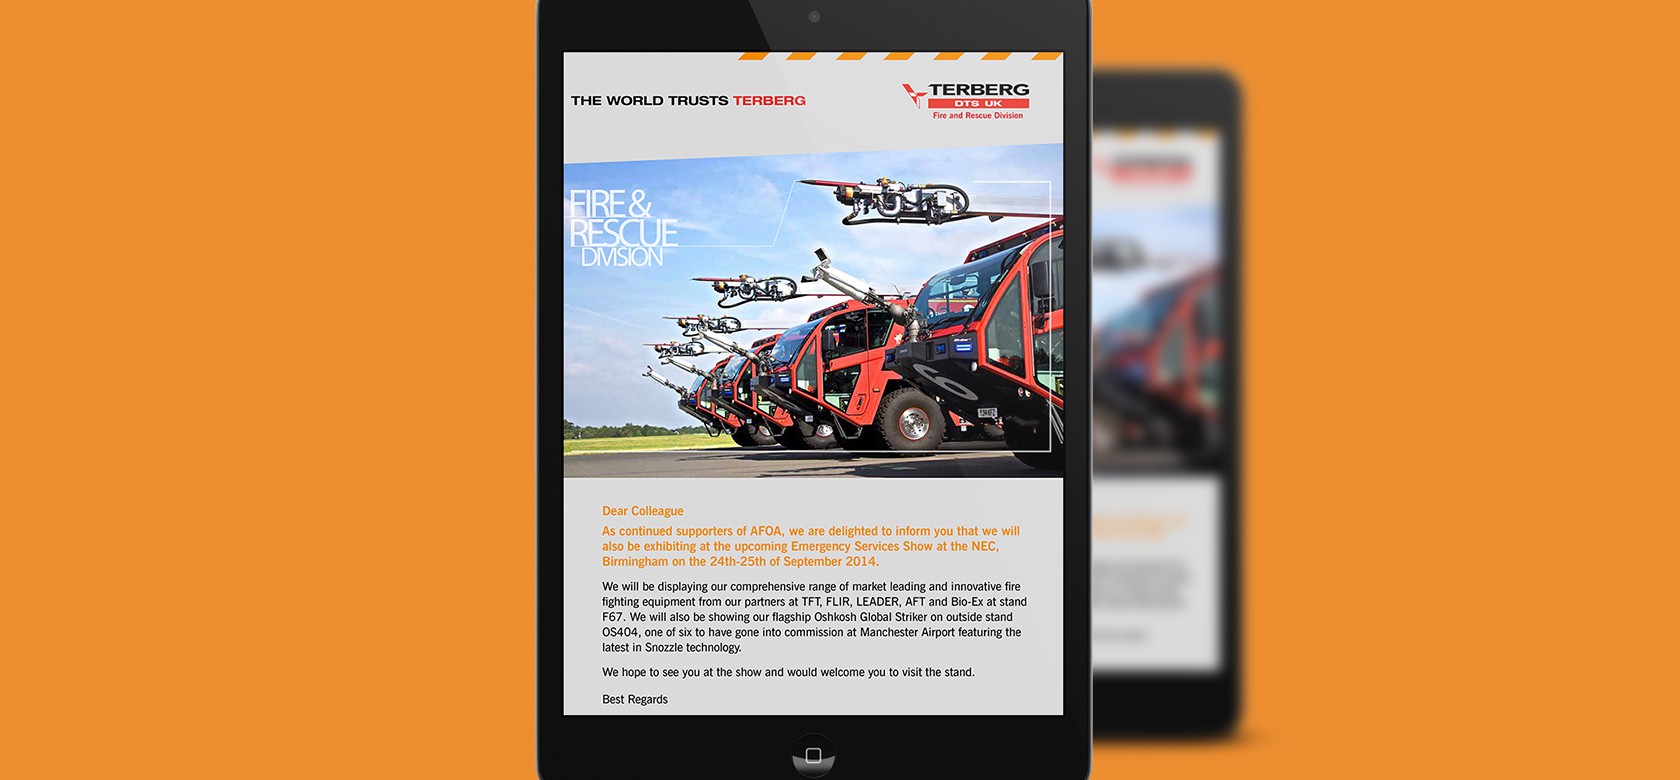 THE WORLD TRUSTS TERBERG
TERBERG
DTS UK
Fire and Rescue Division
FIRE &
RESCUE
DIVISION
6
Dear Colleague
As continued supporters of AFOA, we are delighted to inform you that we will
also be exhibiting at the upcoming Emergency Services Show at the NEC,
Birmingham on the 24th-25th of September 2014.
We will be displaying our comprehensive range of market leading and innovative fire
fighting equipment from our partners at TFT, FLIR, LEADER, AFT and Bio-Ex at stand
F67. We will also be showing our flagship Oshkosh Global Striker on outside stand
OS404, one of six to have gone into commission at Manchester Airport featuring the
latest in Snozzle technology.
We hope to see you at the show and would welcome you to visit the stand.
Best Regards